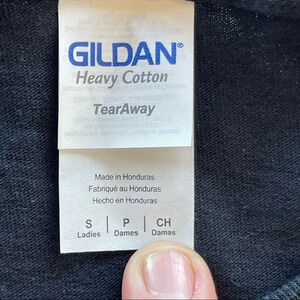 GILDAN®
Heavy Cotton
TearAway
Made in Honduras
Fabriqué au Honduras
Hecho en Honduras
S | P | CH
Ladies | Dames | Damas